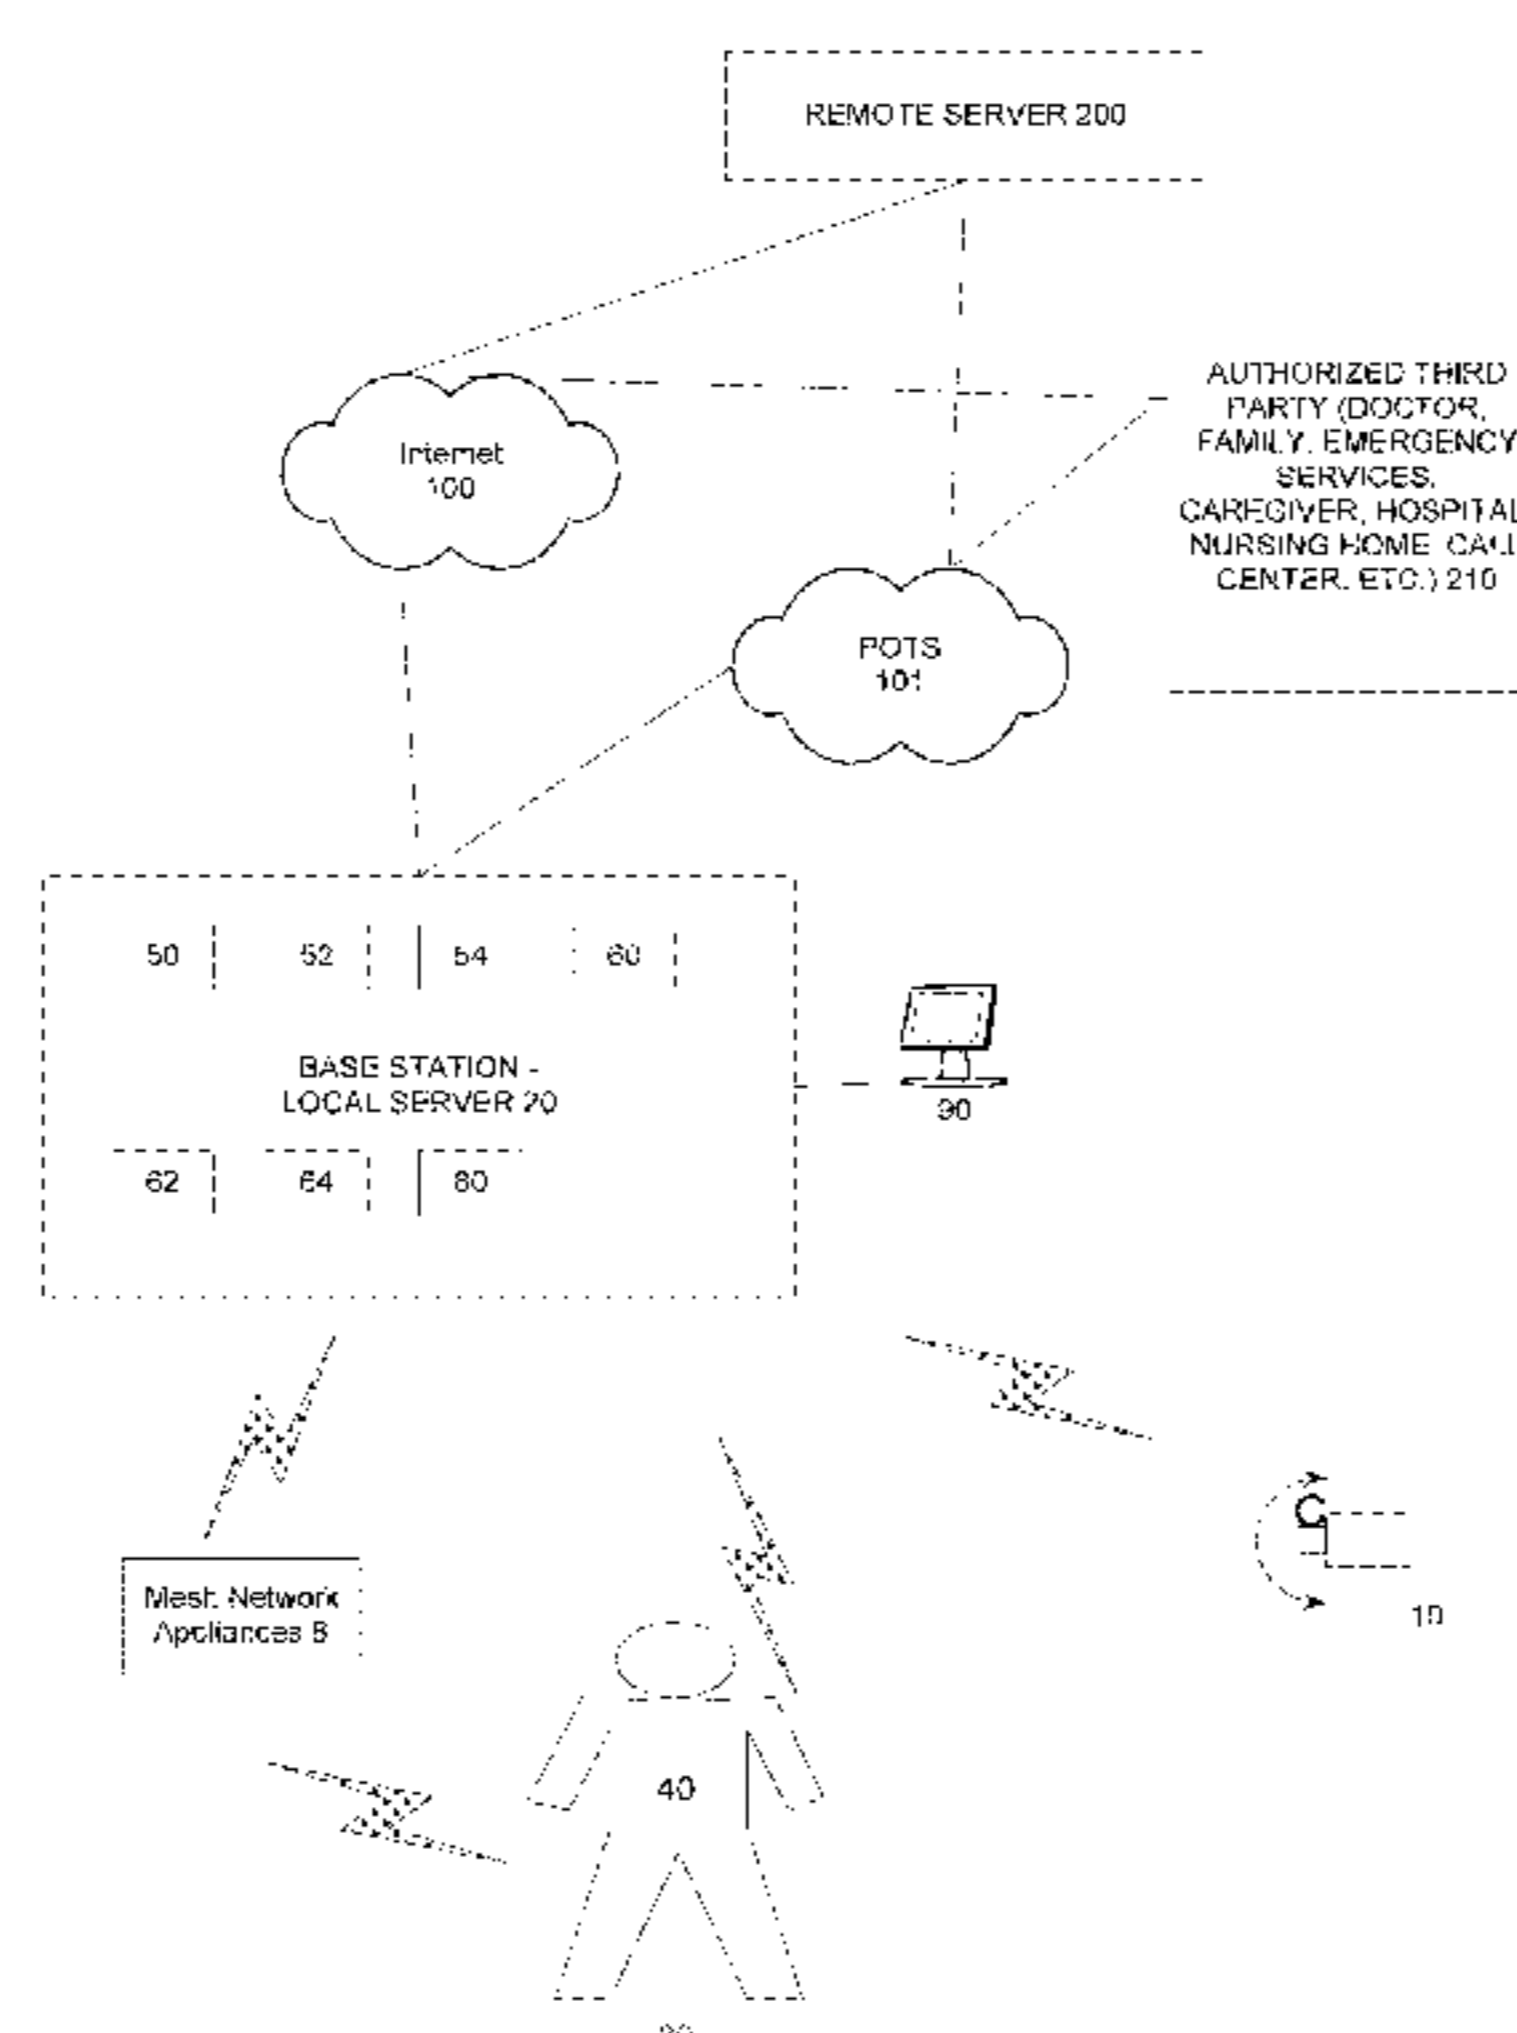 REMOTE SERVER 200
AUTHORIZED THIRD
PARTY (DOCTOR,
FAMILY, EMERGENCY
SERVICES,
CAREGIVER, HOSPITAL
NURSING HOME, CALL
CENTER, ETC.) 210
Internet
100
POTS
101
50 52 54 60
BASE STATION -
LOCAL SERVER 20
90
62 64 80
Mesh Network
Appliances 8
10
40